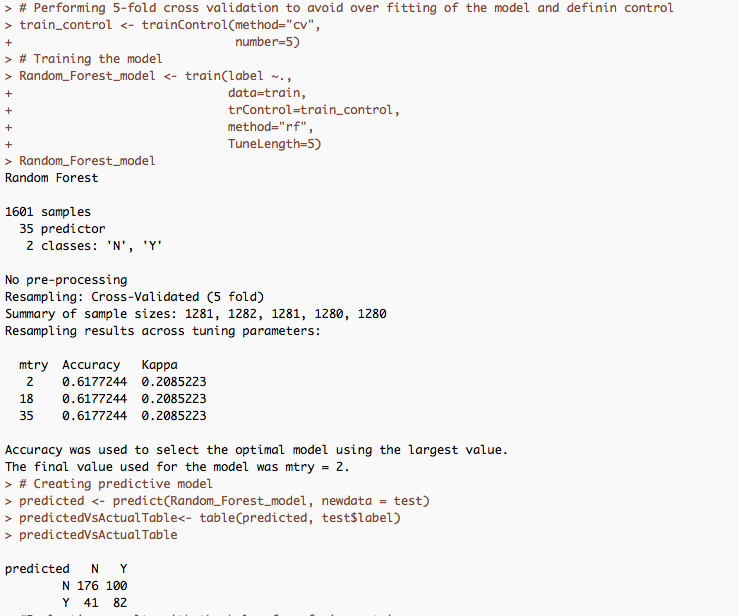 > # Performing 5-fold cross validation to avoid over fitting of the model and definin control
> train_control <- trainControl(method="cv",
+                               number=5)
> # Training the model
> Random_Forest_model <- train(label ~.,
+                              data=train,
+                              trControl=train_control,
+                              method="rf",
+                              TuneLength=5)
> Random_Forest_model
Random Forest

1601 samples
  35 predictor
   2 classes: 'N', 'Y'

No pre-processing
Resampling: Cross-Validated (5 fold)
Summary of sample sizes: 1281, 1282, 1281, 1280, 1280
Resampling results across tuning parameters:

  mtry  Accuracy   Kappa
   2    0.6177244  0.2085223
  18    0.6177244  0.2085223
  35    0.6177244  0.2085223

Accuracy was used to select the optimal model using the largest value.
The final value used for the model was mtry = 2.
> # Creating predictive model
> predicted <- predict(Random_Forest_model, newdata = test)
> predictedVsActualTable<- table(predicted, test$label)
> predictedVsActualTable

predicted   N   Y
        N 176 100
        Y  41  82